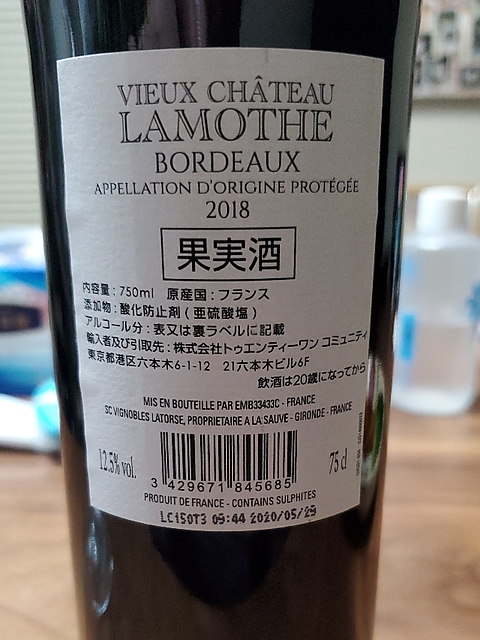 VIEUX CHÂTEAU
LAMOTHE
BORDEAUX
APPELLATION D'ORIGINE PROTÉGÉE
2018
果実酒
内容量：750ml 原産国：フランス
添加物：酸化防止剤(亜硫酸塩)
アルコール分：表又は裏ラベルに記載
輸入者及び引取先：株式会社トゥエンティーワン コミュニティ
東京都港区六本木6-1-12 21六本木ビル6F
飲酒は20歳になってから
MIS EN BOUTEILLE PAR EMB33433C - FRANCE
SC VIGNOBLES LATORSE, PROPRIETAIRE A LA SAUVE - GIRONDE - FRANCE
12.5% vol.
75 cl
3 429671 845685
PRODUIT DE FRANCE - CONTAINS SULPHITES
LC150T3 09:44 2020/05/29